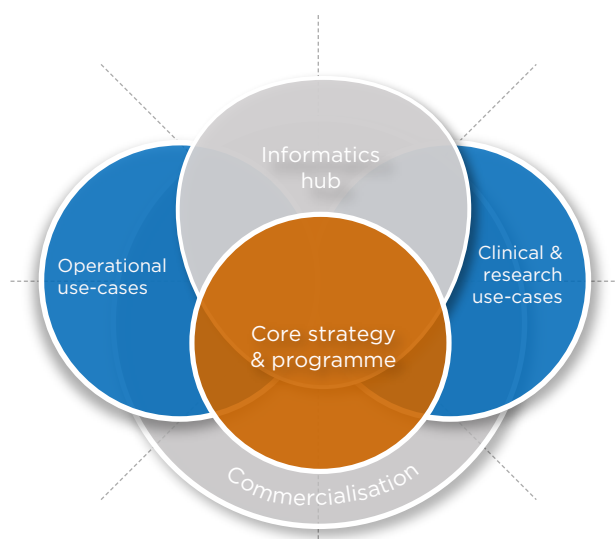 Informatics
hub
Operational
use-cases
Clinical &
research
use-cases
Core strategy
& programme
Commercialisation